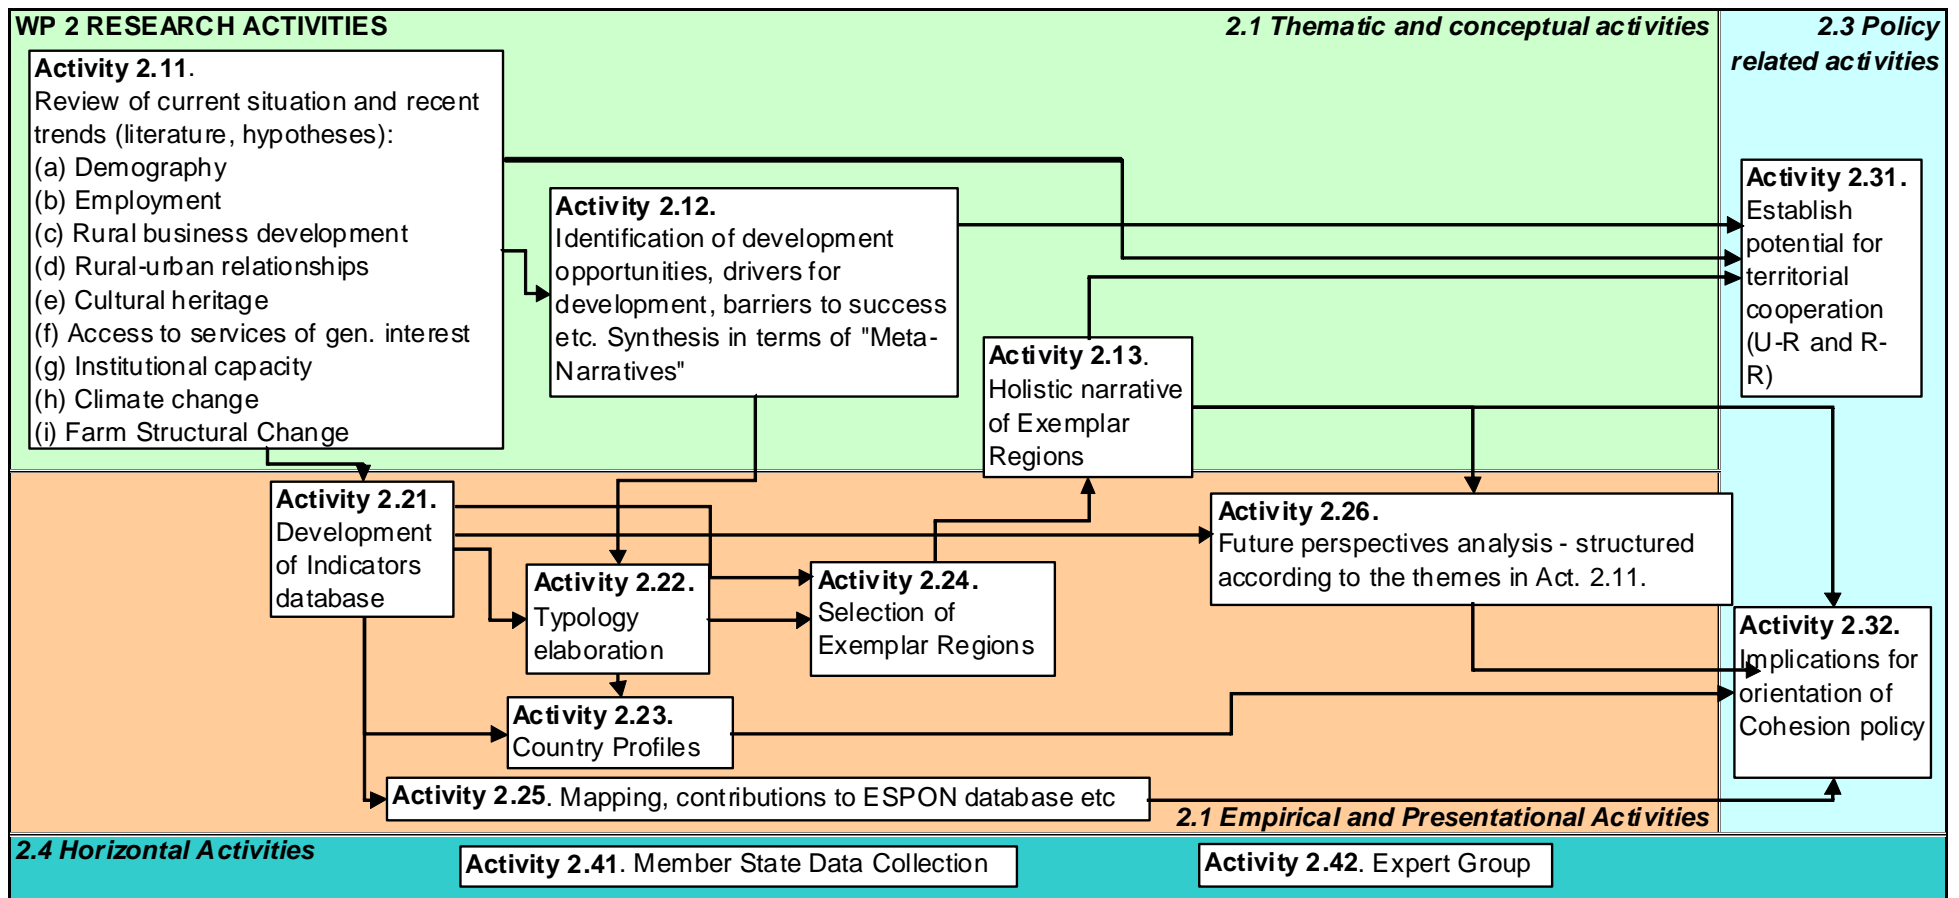 WP 2 RESEARCH ACTIVITIES
2.1 Thematic and conceptual activities
2.3 Policy
related activities
Activity 2.11.
Review of current situation and recent
trends (literature, hypotheses):
(a) Demography
(b) Employment
(c) Rural business development
(d) Rural-urban relationships
(e) Cultural heritage
(f) Access to services of gen. interest
(g) Institutional capacity
(h) Climate change
(i) Farm Structural Change
Activity 2.12.
Identification of development
opportunities, drivers for
development, barriers to success
etc. Synthesis in terms of "Meta-
Narratives"
Activity 2.13.
Holistic narrative
of Exemplar
Regions
Activity 2.31.
Establish
potential for
territorial
cooperation
(U-R and R-
R)
Activity 2.21.
Development
of Indicators
database
Activity 2.22.
Typology
elaboration
Activity 2.24.
Selection of
Exemplar Regions
Activity 2.26.
Future perspectives analysis - structured
according to the themes in Act. 2.11.
Activity 2.32.
Implications for
orientation of
Cohesion policy
Activity 2.23.
Country Profiles
Activity 2.25. Mapping, contributions to ESPON database etc
2.1 Empirical and Presentational Activities
2.4 Horizontal Activities
Activity 2.41. Member State Data Collection
Activity 2.42. Expert Group